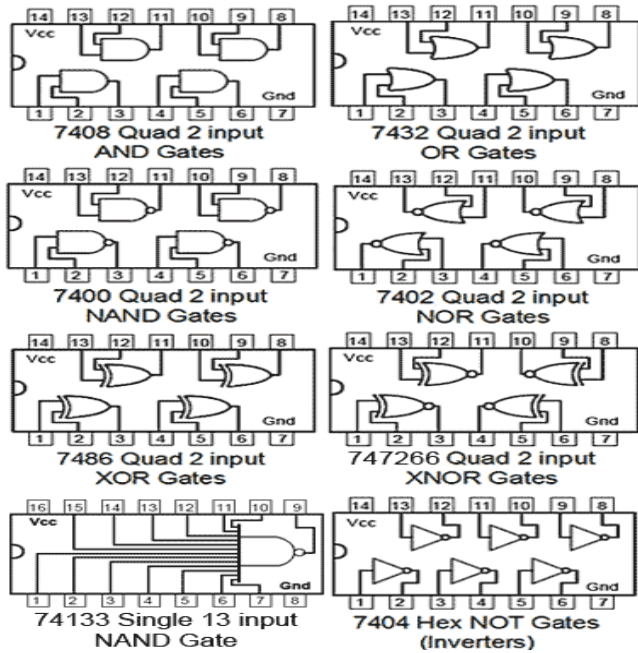 14 13 12 11 10 9 8
Vcc
Gnd
1 2 3 4 5 6 7
7408 Quad 2 input
AND Gates
14 13 12 11 10 9 8
Vcc
Gnd
1 2 3 4 5 6 7
7432 Quad 2 input
OR Gates
14 13 12 11 10 9 8
Vcc
Gnd
1 2 3 4 5 6 7
7400 Quad 2 input
NAND Gates
14 13 12 11 10 9 8
Vcc
Gnd
1 2 3 4 5 6 7
7402 Quad 2 input
NOR Gates
14 13 12 11 10 9 8
Vcc
Gnd
1 2 3 4 5 6 7
7486 Quad 2 input
XOR Gates
14 13 12 11 10 9 8
Vcc
Gnd
1 2 3 4 5 6 7
747266 Quad 2 input
XNOR Gates
16 15 14 13 12 11 10 9
Vcc
Gnd
1 2 3 4 5 6 7 8
74133 Single 13 input
NAND Gate
14 13 12 11 10 9 8
Vcc
Gnd
1 2 3 4 5 6 7
7404 Hex NOT Gates
(Inverters)